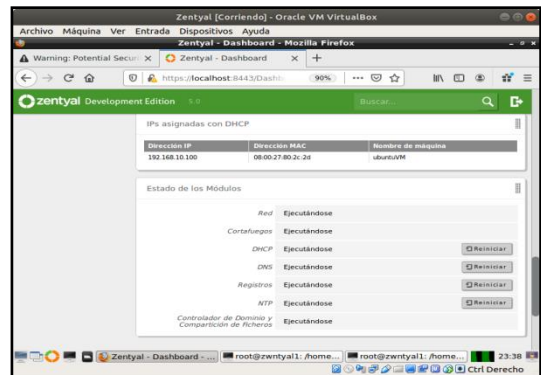 Zentyal [Corriendo] - Oracle VM VirtualBox
Archivo Máquina Ver Entrada Dispositivos Ayuda
Zentyal - Dashboard - Mozilla Firefox
Warning: Potential Secur
Zentyal - Dashboard
https://localhost:8443/Dashb
90%
zentyal Development Edition 5.0
Buscar...
IPs asignadas con DHCP
Dirección IP Dirección MAC Nombre de máquina
192.168.10.100 08:00:27:80:2c:2d ubuntuVM
Estado de los Módulos
Red Ejecutándose
Cortafuegos Ejecutándose
DHCP Ejecutándose Reiniciar
DNS Ejecutándose Reiniciar
Registros Ejecutándose Reiniciar
NTP Ejecutándose Reiniciar
Controlador de Dominio y
Compartición de ficheros Ejecutándose
Zentyal - Dashboard - ... root@zwntyal1: /home... root@zwntyal1: /home... 23:38
Ctrl Derecho